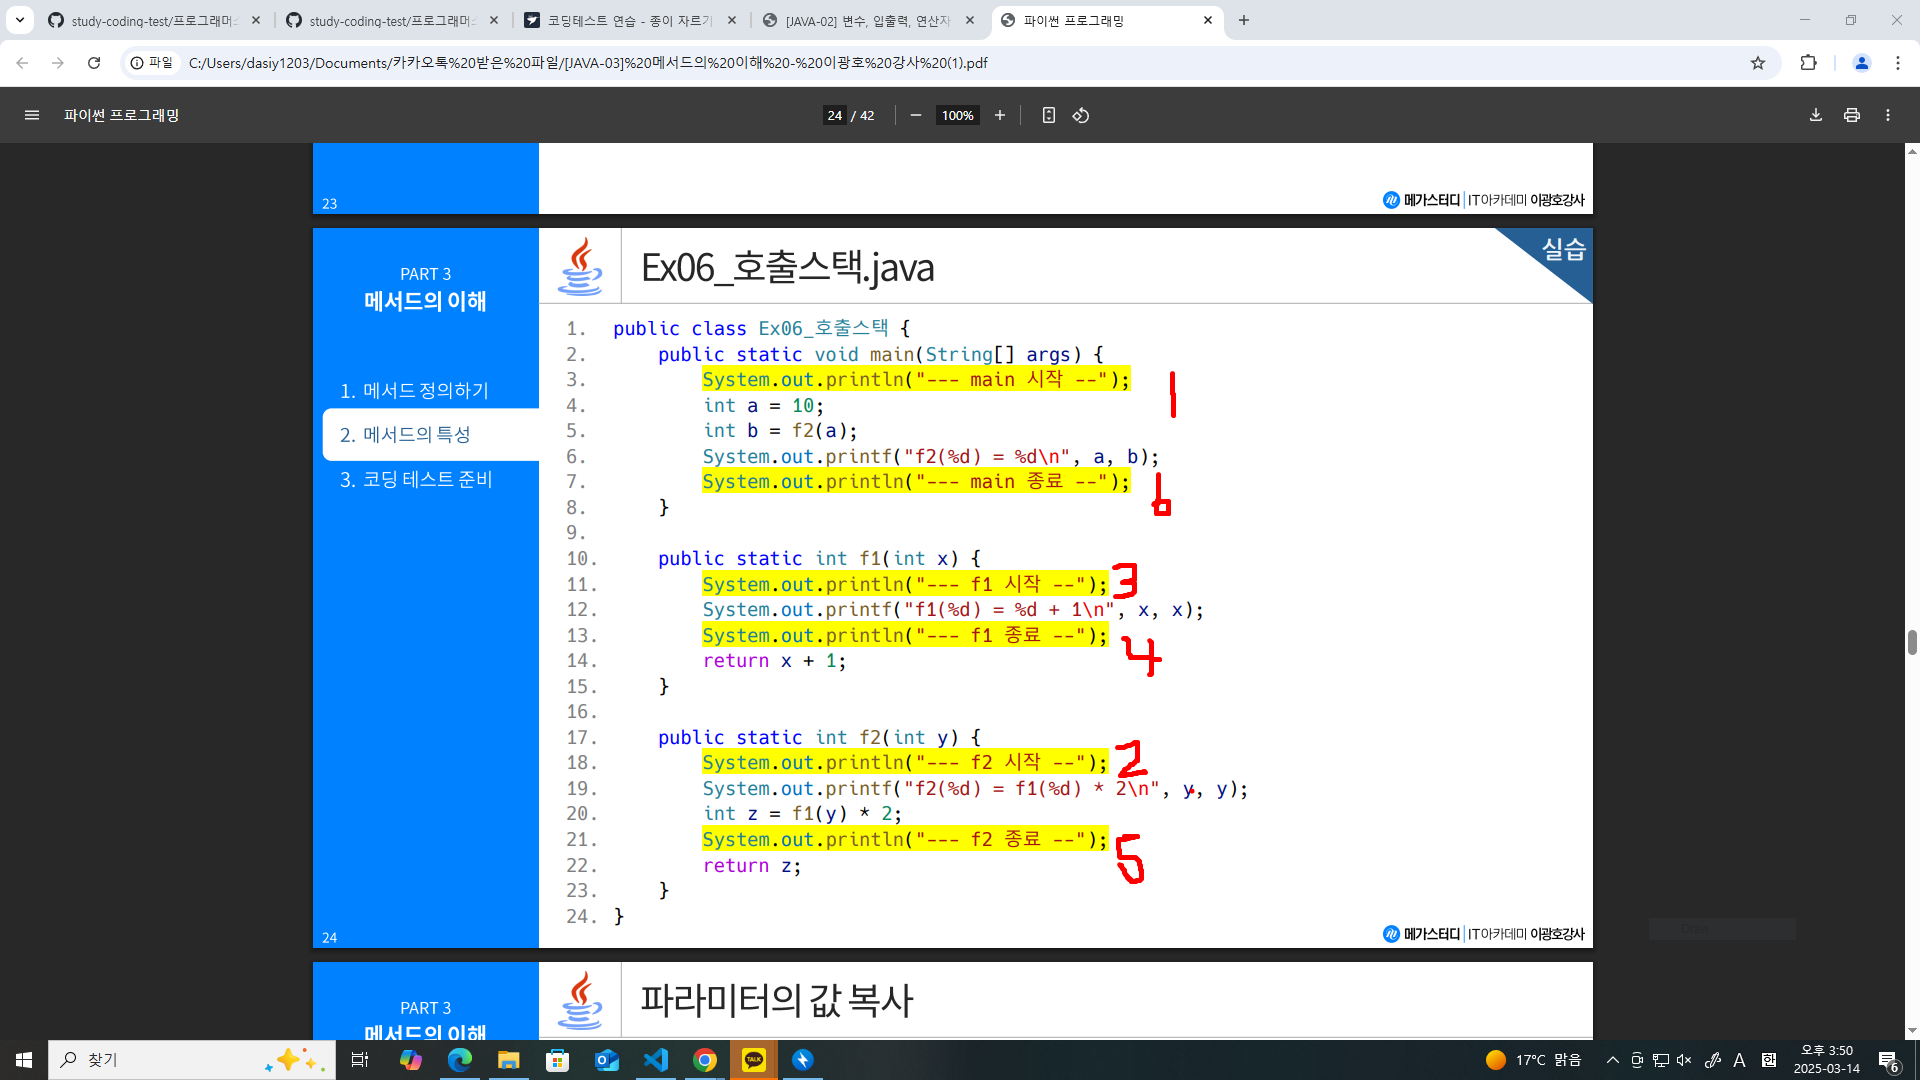 study-coding-test/프로그래머스
study-coding-test/프로그래머스
코딩테스트 연습 - 종이 자르기
[JAVA-02] 변수, 입출력, 연산자
파이썬 프로그래밍
파일
C:/Users/dasiy1203/Documents/카카오톡%20받은%20파일/[JAVA-03]%20메서드의%20이해%20-%20이광호%20강사%20(1).pdf
파이썬 프로그래밍
24 / 42
100%
23
메가스터디 IT아카데미 이광호강사
PART 3
메서드의 이해
1. 메서드 정의하기
2. 메서드의 특성
3. 코딩 테스트 준비
24
Ex06_호출스택.java
실습
1. public class Ex06_호출스택 {
2. public static void main(String[] args) {
3. System.out.println("--- main 시작 --"); 1
4. int a = 10;
5. int b = f2(a);
6. System.out.printf("f2(%d) = %d\n", a, b);
7. System.out.println("--- main 종료 --"); 6
8. }
9.
10. public static int f1(int x) {
11. System.out.println("--- f1 시작 --"); 3
12. System.out.printf("f1(%d) = %d + 1\n", x, x);
13. System.out.println("--- f1 종료 --"); 4
14. return x + 1;
15. }
16.
17. public static int f2(int y) {
18. System.out.println("--- f2 시작 --"); 2
19. System.out.printf("f2(%d) = f1(%d) * 2\n", y, y);
20. int z = f1(y) * 2;
21. System.out.println("--- f2 종료 --"); 5
22. return z;
23. }
24. }
메가스터디 IT아카데미 이광호강사
PART 3
메서드의 이해
파라미터의 값 복사
찾기
TALK
17°C 맑음
A
한
오후 3:50
2025-03-14
6